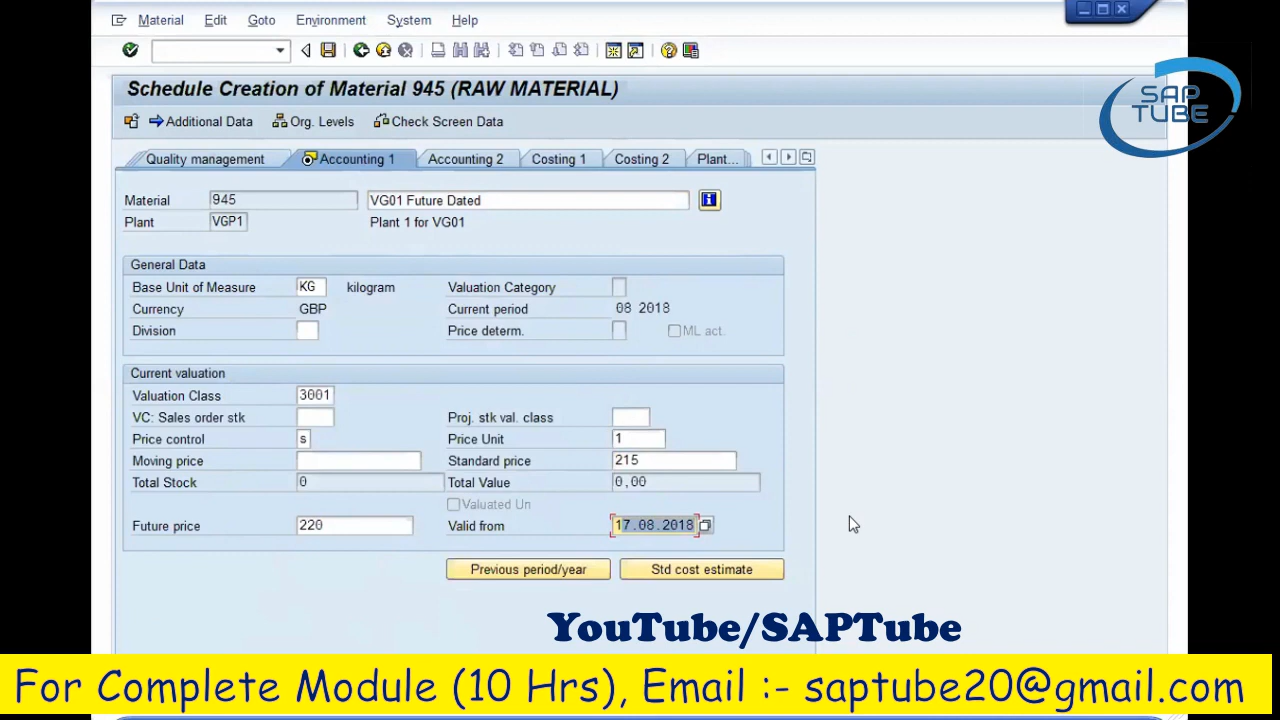 Material Edit Goto Environment System Help
Schedule Creation of Material 945 (RAW MATERIAL)
SAP
TUBE
Additional Data Org. Levels Check Screen Data
Quality management Accounting 1 Accounting 2 Costing 1 Costing 2 Plant...
Material 945 VG01 Future Dated
Plant VGP1 Plant 1 for VG01
General Data
Base Unit of Measure KG kilogram Valuation Category
Currency GBP Current period 08 2018
Division Price determ. ML act.
Current valuation
Valuation Class 3001
VC: Sales order stk Proj. stk val. class
Price control s Price Unit 1
Moving price Standard price 215
Total Stock 0 Total Value 0,00
Valuated Un
Future price 220 Valid from 17.08.2018
Previous period/year Std cost estimate
YouTube/SAPTube
For Complete Module (10 Hrs), Email :- saptube20@gmail.com